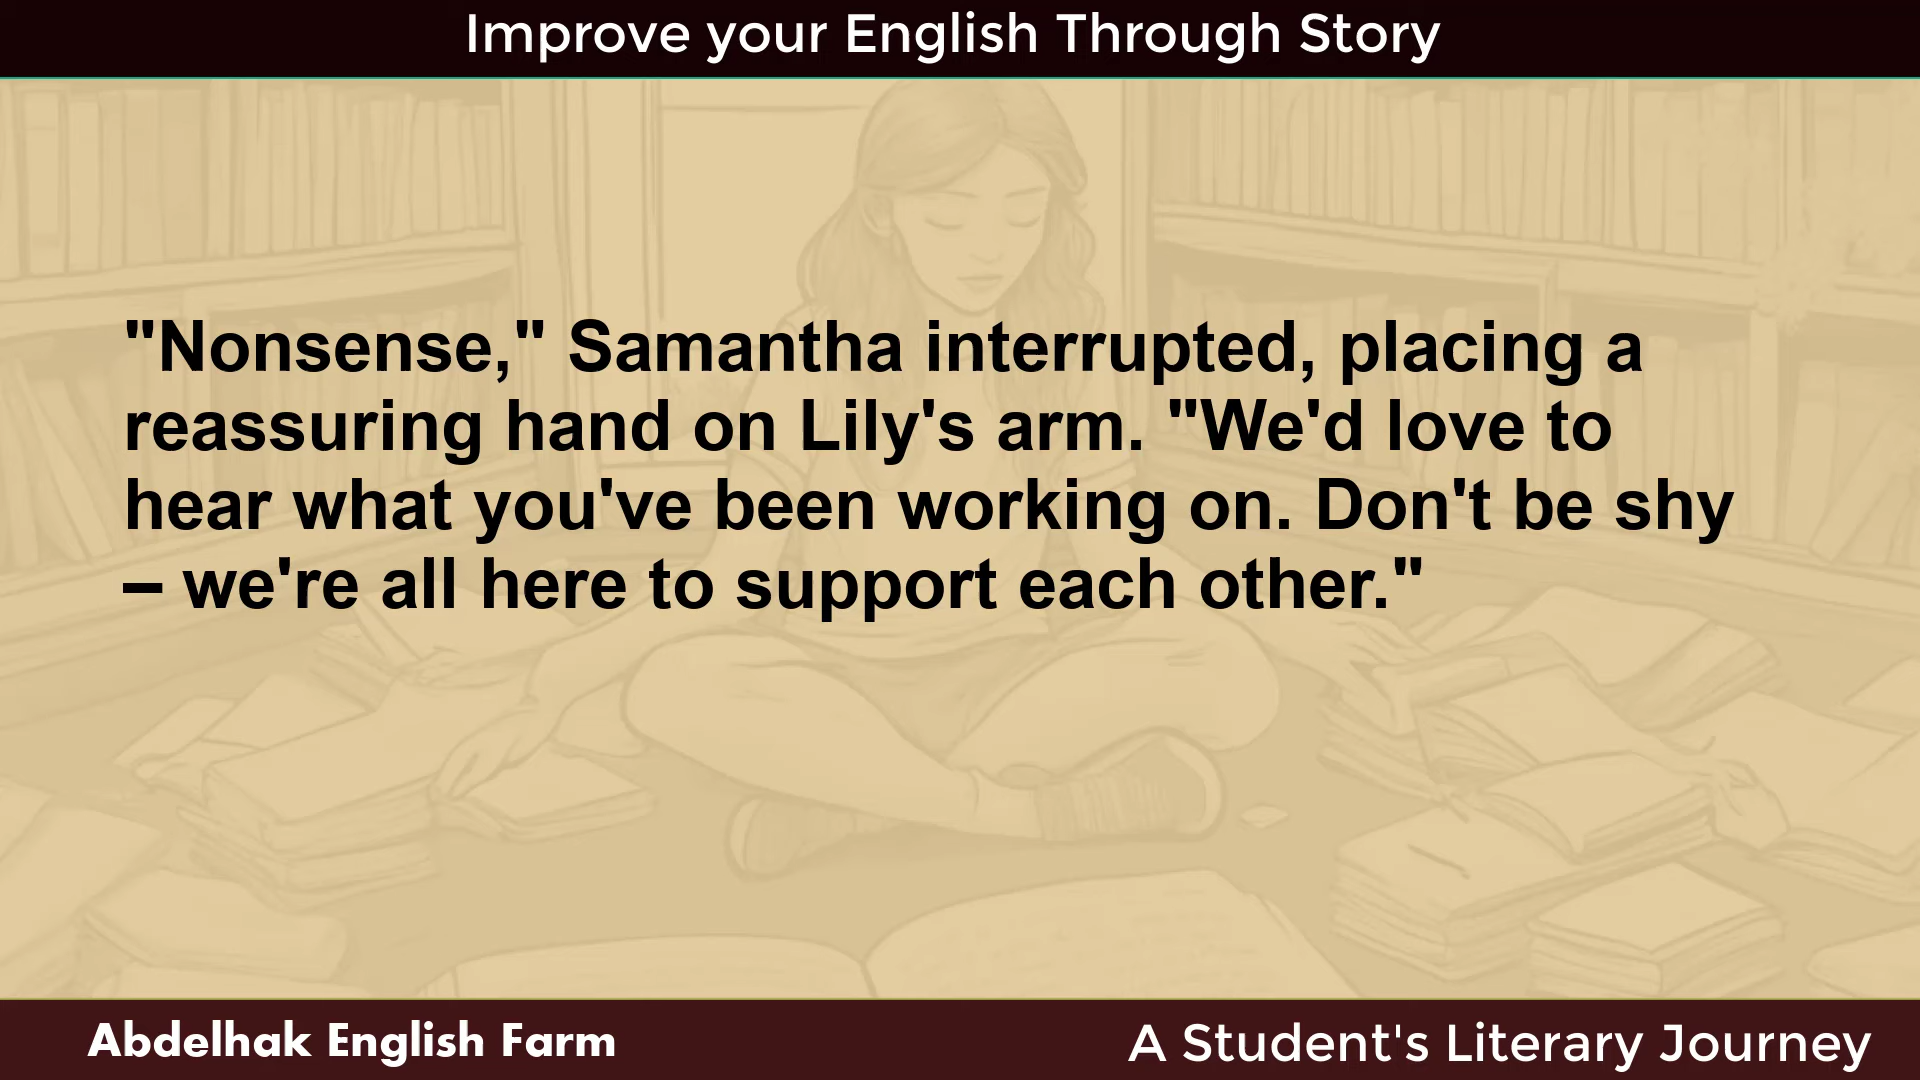 Improve your English Through Story
"Nonsense," Samantha interrupted, placing a
reassuring hand on Lily's arm. "We'd love to
hear what you've been working on. Don't be shy
– we're all here to support each other."
Abdelhak English Farm
A Student's Literary Journey